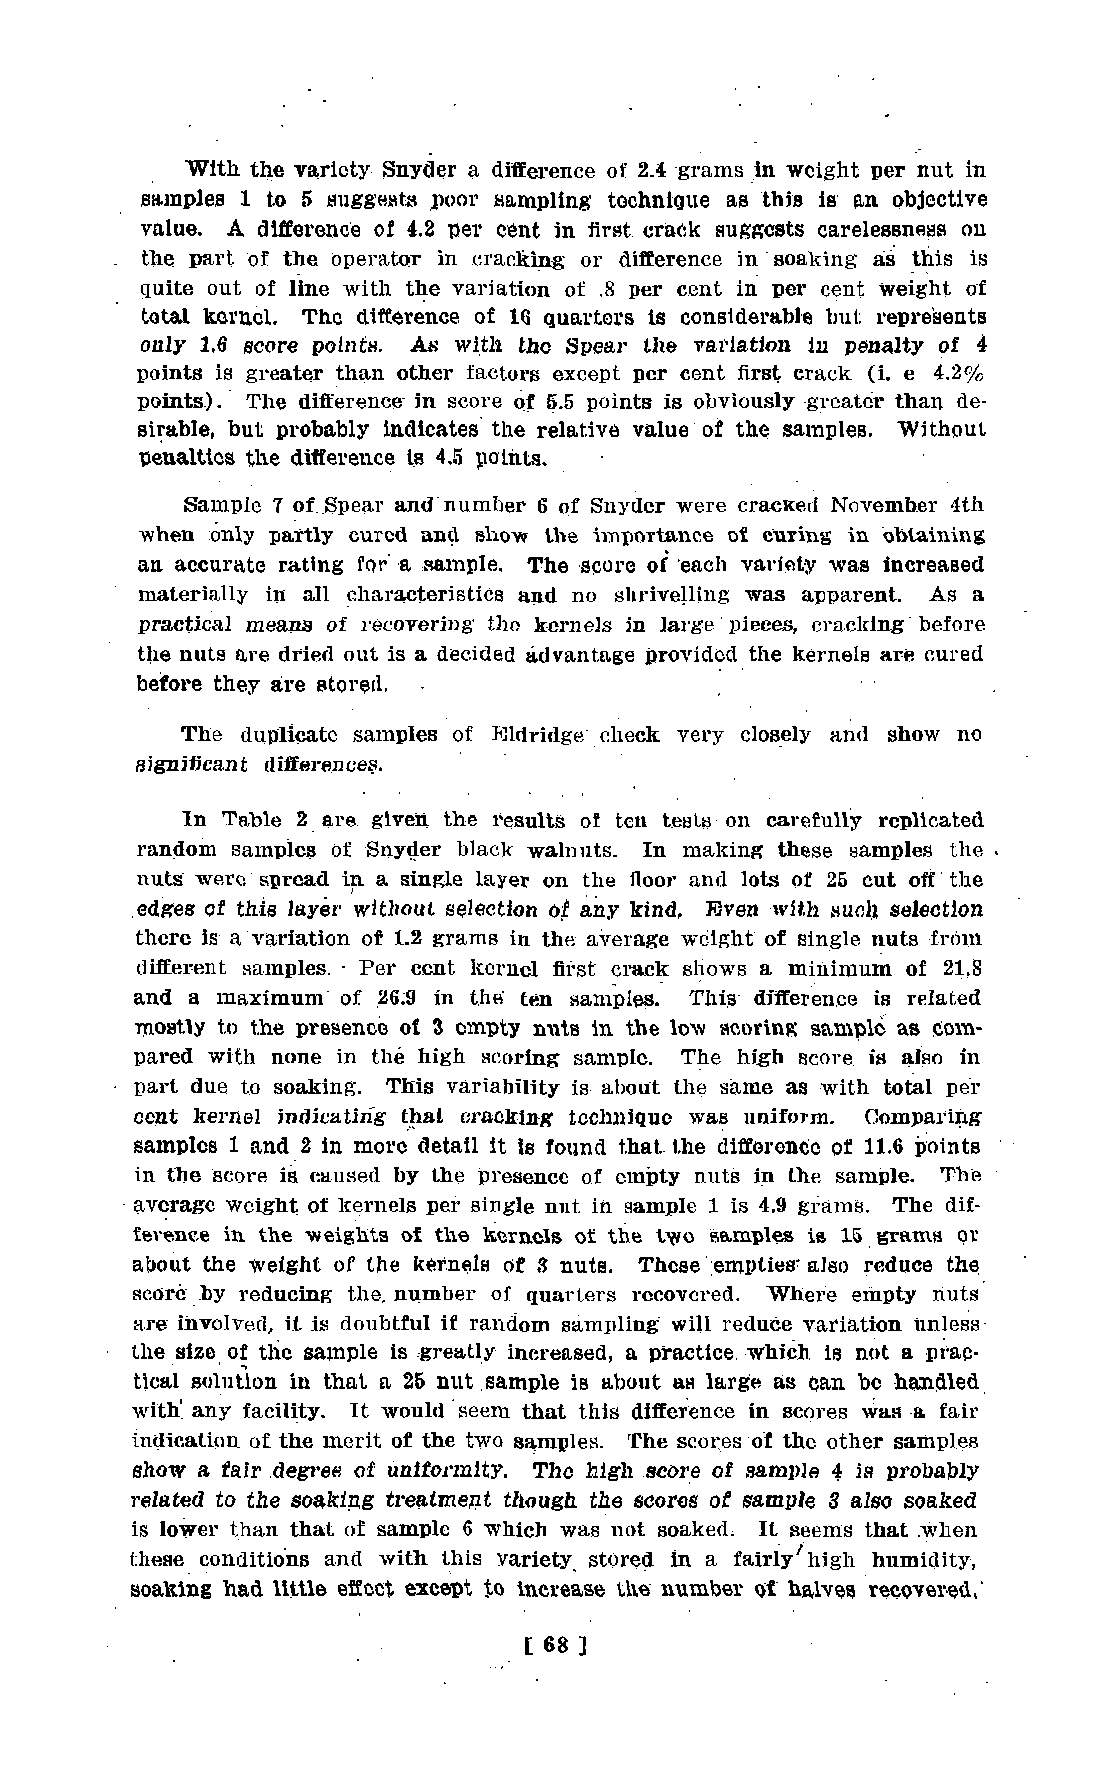 With the variety Snyder a difference of 2.4 grams in weight per nut in
samples 1 to 5 suggests poor sampling technique as this is an objective
value. A difference of 4.2 per cent in first crack suggests carelessness on
the part of the operator in cracking or difference in soaking as this is
quite out of line with the variation of .8 per cent in per cent weight of
total kernel. The difference of 16 quarters is considerable but represents
only 1.6 score points. As with the Spear the variation in penalty of 4
points is greater than other factors except per cent first crack (i. e 4.2%
points). The difference in score of 5.5 points is obviously greater than de-
sirable, but probably indicates the relative value of the samples. Without
penalties the difference is 4.5 points.
Sample 7 of Spear and number 6 of Snyder were cracked November 4th
when only partly cured and show the importance of curing in obtaining
an accurate rating for a sample. The score of each variety was increased
materially in all characteristics and no shrivelling was apparent. As a
practical means of recovering the kernels in large pieces, cracking before
the nuts are dried out is a decided advantage provided the kernels are cured
before they are stored.
The duplicate samples of Eldridge check very closely and show no
significant differences.
In Table 2 are given the results of ten tests on carefully replicated
random samples of Snyder black walnuts. In making these samples the
nuts were spread in a single layer on the floor and lots of 25 cut off the
edges of this layer without selection of any kind. Even with such selection
there is a variation of 1.2 grams in the average weight of single nuts from
different samples. Per cent kernel first crack shows a minimum of 21.8
and a maximum of 26.9 in the ten samples. This difference is related
mostly to the presence of 3 empty nuts in the low scoring sample as com-
pared with none in the high scoring sample. The high score is also in
part due to soaking. This variability is about the same as with total per
cent kernel indicating that cracking technique was uniform. Comparing
samples 1 and 2 in more detail it is found that the difference of 11.6 points
in the score is caused by the presence of empty nuts in the sample. The
average weight of kernels per single nut in sample 1 is 4.9 grams. The dif-
ference in the weights of the kernels of the two samples is 15 grams or
about the weight of the kernels of 3 nuts. These empties also reduce the
score by reducing the number of quarters recovered. Where empty nuts
are involved, it is doubtful if random sampling will reduce variation unless
the size of the sample is greatly increased, a practice which is not a prac-
tical solution in that a 25 nut sample is about as large as can be handled
with any facility. It would seem that this difference in scores was a fair
indication of the merit of the two samples. The scores of the other samples
show a fair degree of uniformity. The high score of sample 4 is probably
related to the soaking treatment though the scores of sample 3 also soaked
is lower than that of sample 6 which was not soaked. It seems that when
these conditions and with this variety stored in a fairly high humidity,
soaking had little effect except to increase the number of halves recovered.
[ 68 ]